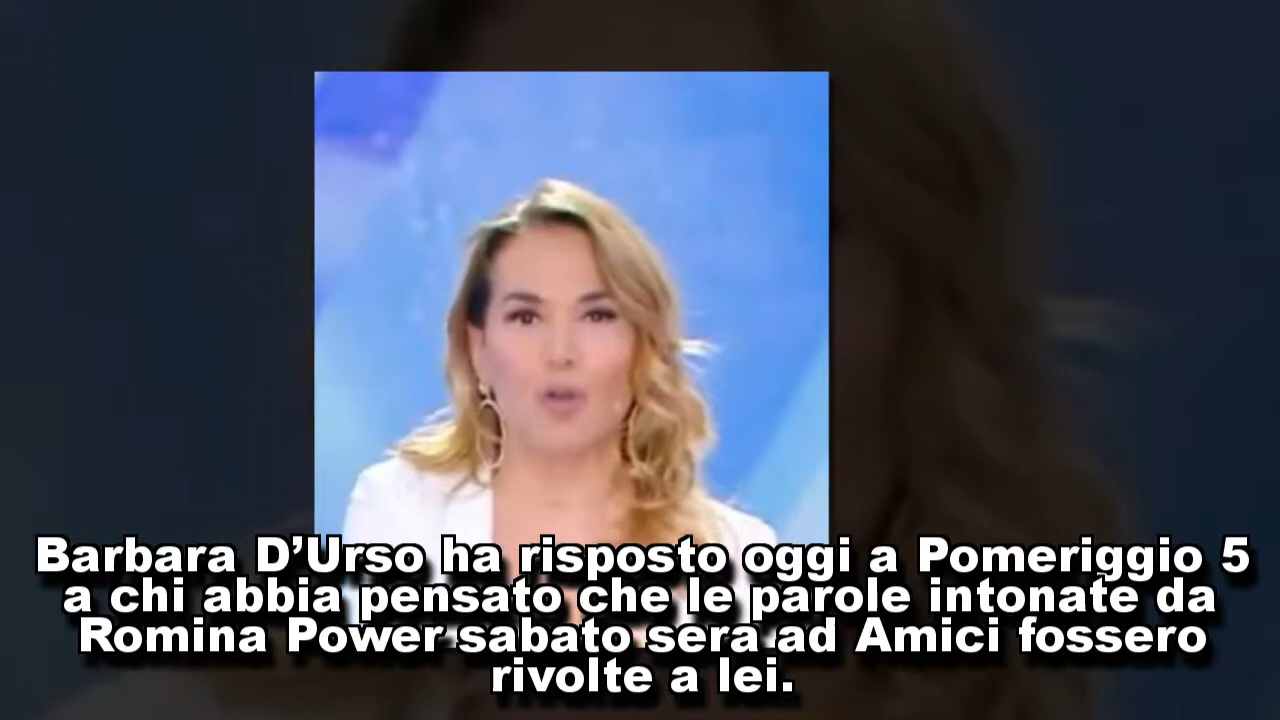 Barbara D’Urso ha risposto oggi a Pomeriggio 5
a chi abbia pensato che le parole intonate da
Romina Power sabato sera ad Amici fossero
rivolte a lei.